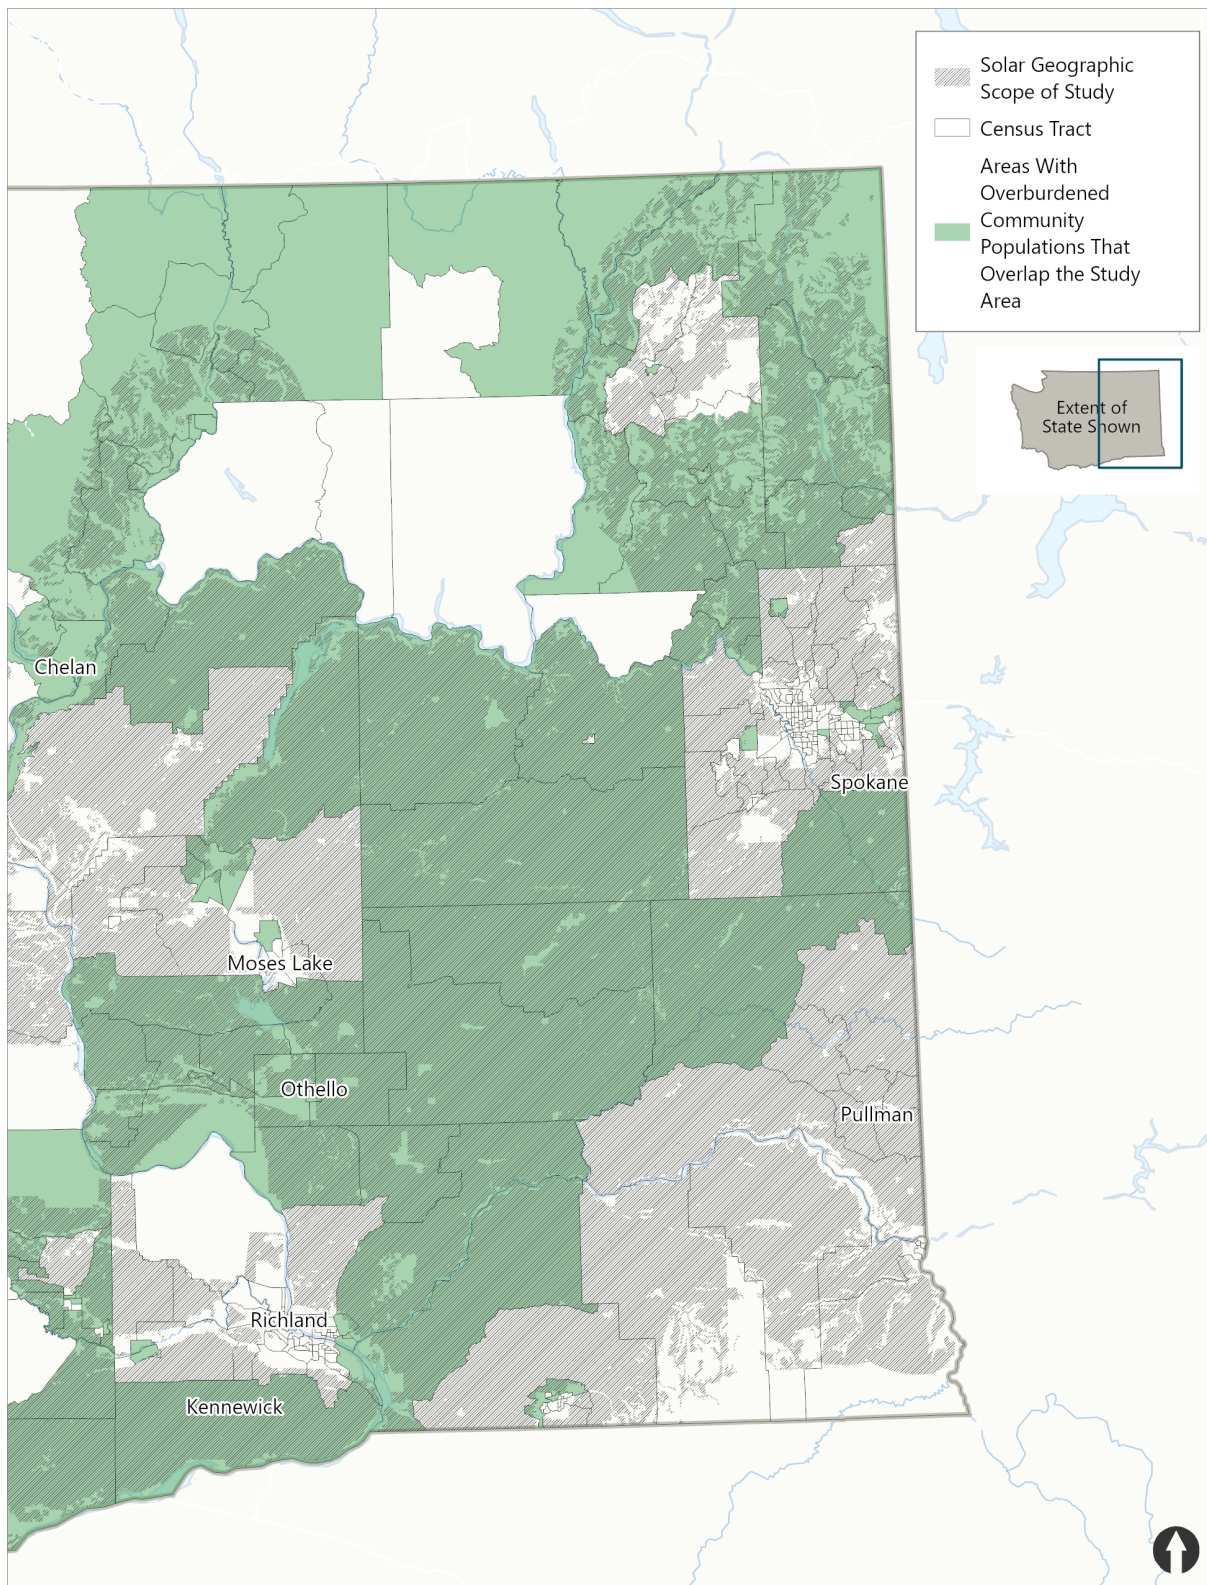 Solar Geographic
Scope of Study
Census Tract
Areas With
Overburdened
Community
Populations That
Overlap the Study
Area
Extent of
State Shown
Chelan
Spokane
Moses Lake
Othello
Pullman
Richland
Kennewick